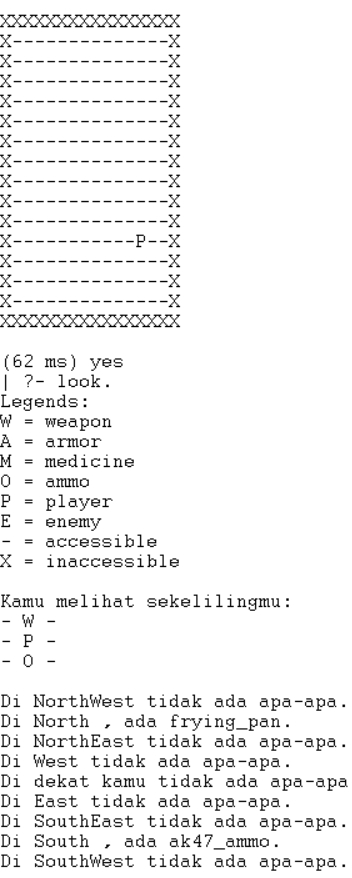 XXXXXXXXXXXXXXXX
X--------------X
X--------------X
X--------------X
X--------------X
X--------------X
X--------------X
X--------------X
X--------------X
X--------------X
X--------------X
X-----------P--X
X--------------X
X--------------X
X--------------X
XXXXXXXXXXXXXXXX
(62 ms) yes
| ?- look.
Legends:
W = weapon
A = armor
M = medicine
O = ammo
P = player
E = enemy
- = accessible
X = inaccessible
Kamu melihat sekelilingmu:
- W -
- P -
- O -
Di NorthWest tidak ada apa-apa.
Di North , ada frying_pan.
Di NorthEast tidak ada apa-apa.
Di West tidak ada apa-apa.
Di dekat kamu tidak ada apa-apa
Di East tidak ada apa-apa.
Di SouthEast tidak ada apa-apa.
Di South , ada ak47_ammo.
Di SouthWest tidak ada apa-apa.